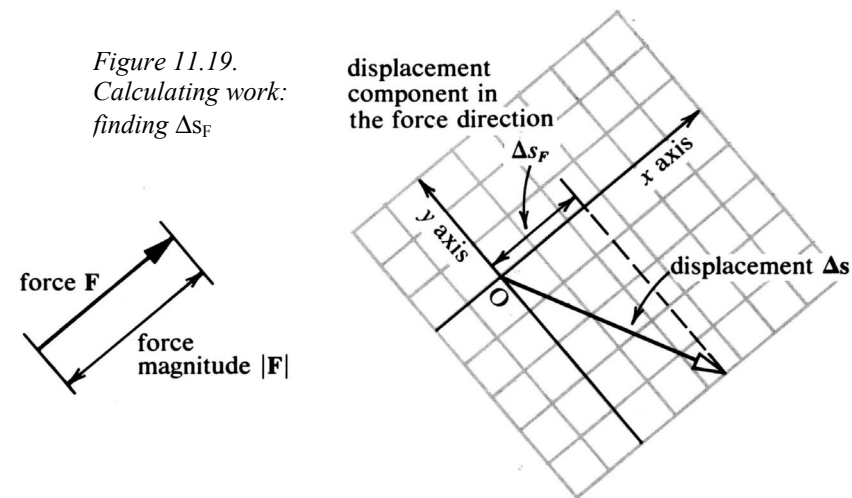 Figure 11.19.
Calculating work:
finding ΔsF
displacement
component in
the force direction
ΔsF
x axis
y axis
O
displacement Δs
force F
force
magnitude |F|